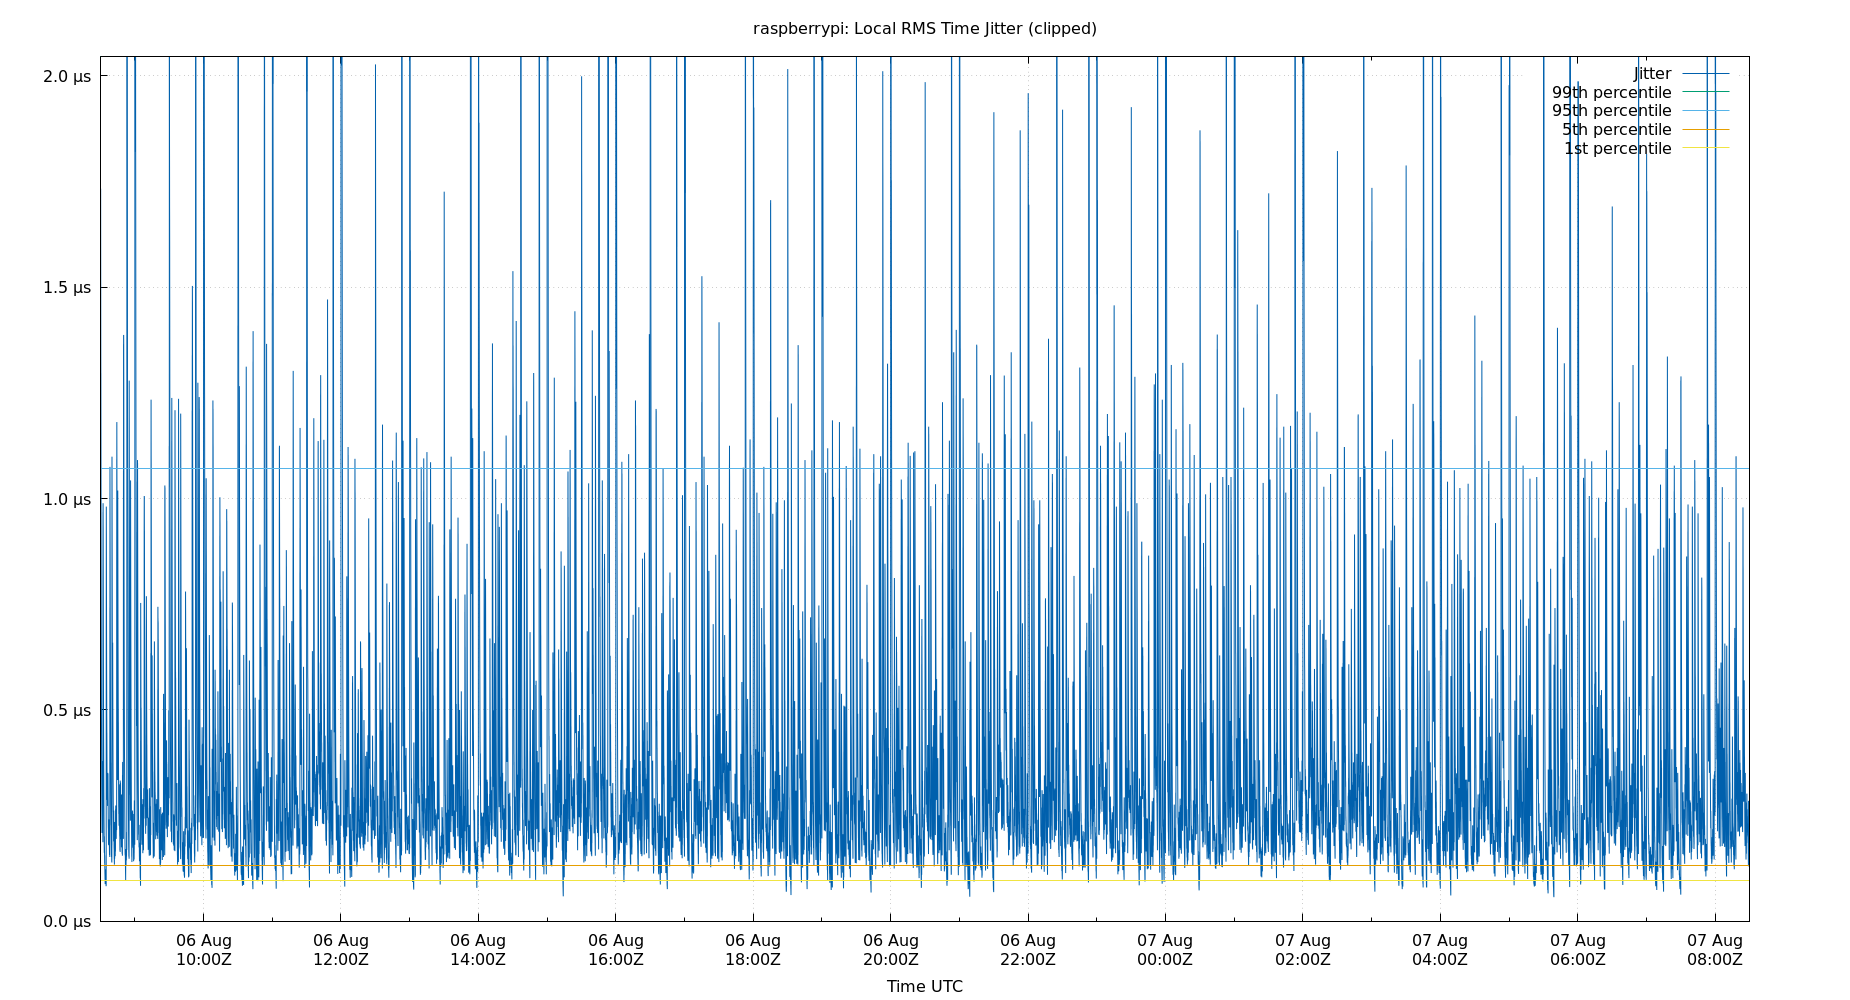 raspberrypi: Local RMS Time Jitter (clipped)
2.0 µs
1.5 µs
1.0 µs
0.5 µs
0.0 µs
Jitter
99th percentile
95th percentile
5th percentile
1st percentile
06 Aug 06 Aug 06 Aug 06 Aug 06 Aug 06 Aug 06 Aug 07 Aug 07 Aug 07 Aug 07 Aug 07 Aug
10:00Z 12:00Z 14:00Z 16:00Z 18:00Z 20:00Z 22:00Z 00:00Z 02:00Z 04:00Z 06:00Z 08:00Z
Time UTC